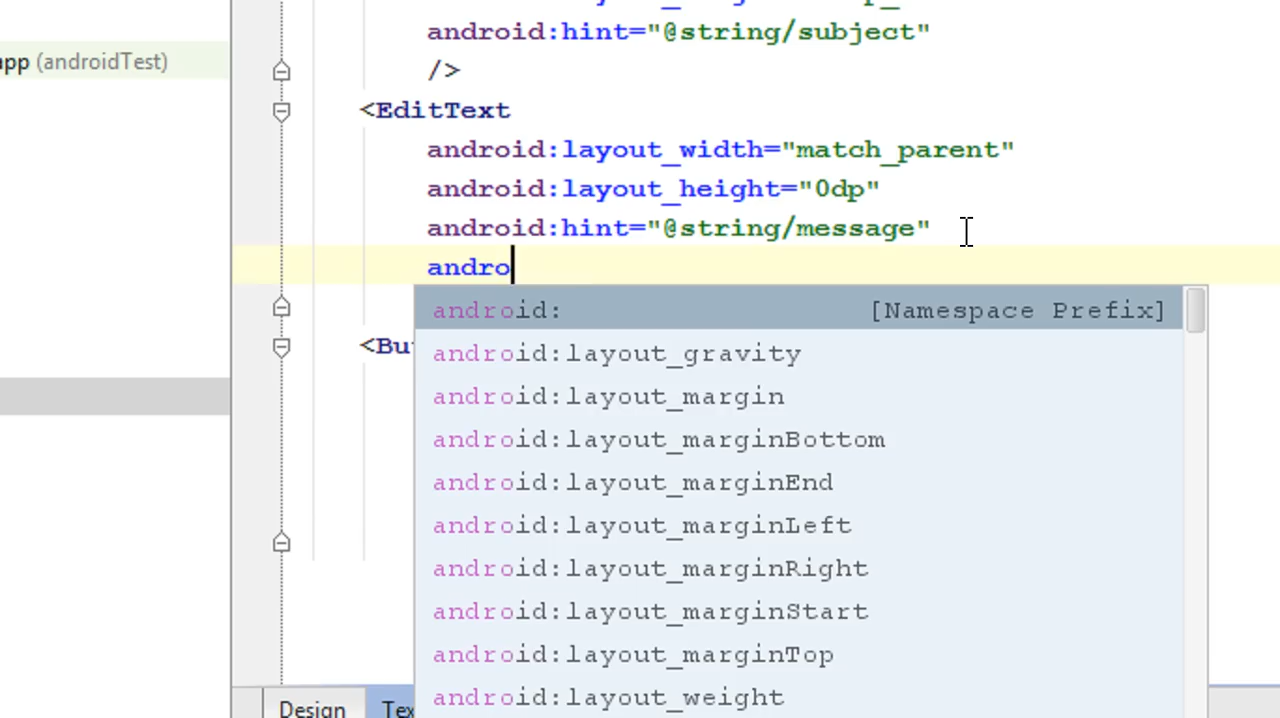 android:hint="@string/subject"
app (androidTest)
/>
<EditText
android:layout_width="match_parent"
android:layout_height="0dp"
android:hint="@string/message"
andro
android: [Namespace Prefix]
android:layout_gravity
<Bu
android:layout_margin
android:layout_marginBottom
android:layout_marginEnd
android:layout_marginLeft
android:layout_marginRight
android:layout_marginStart
android:layout_marginTop
android:layout_weight
Design Tex